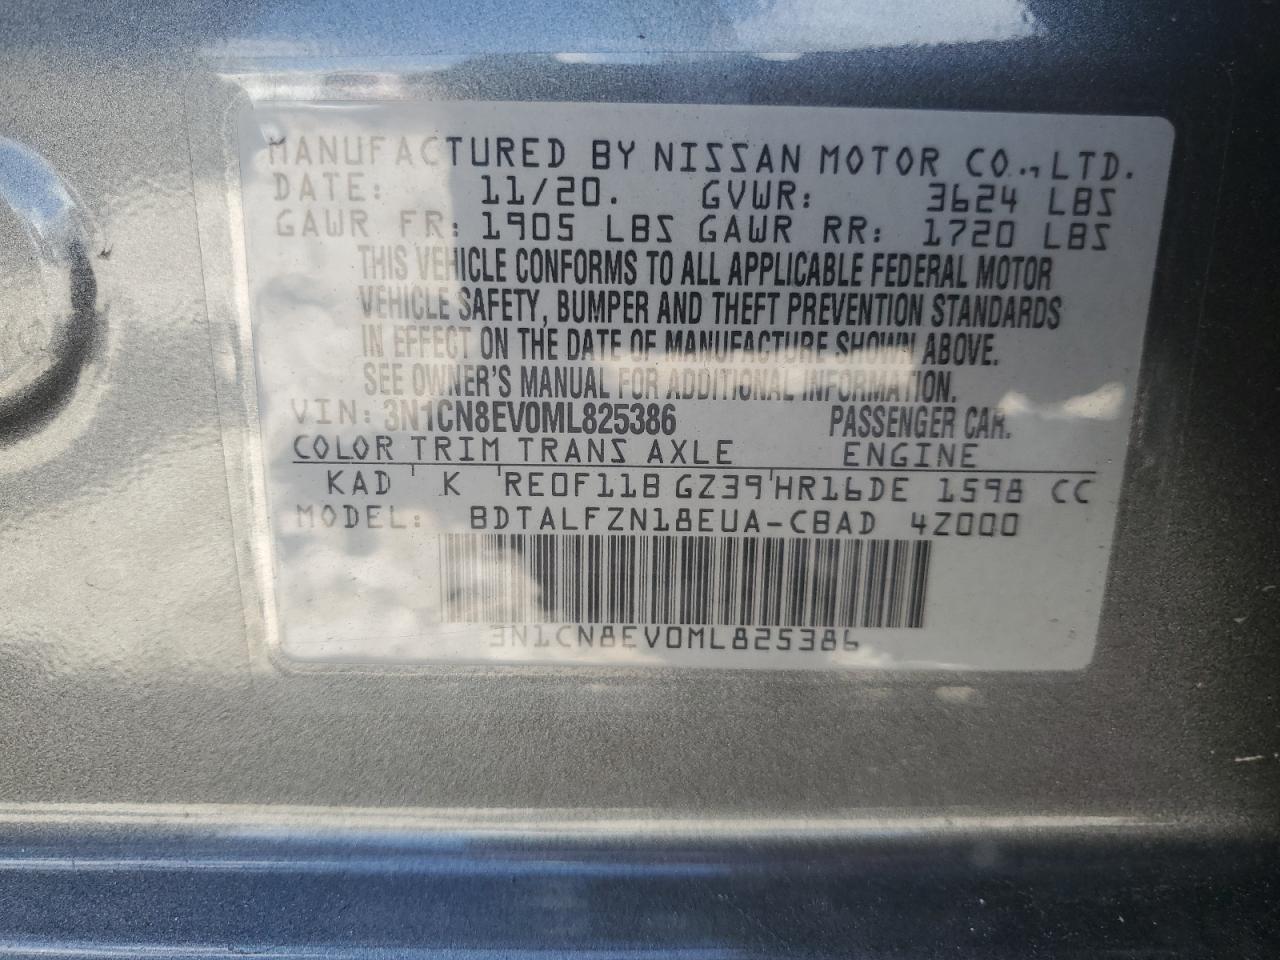 MANUFACTURED BY NISSAN MOTOR CO., LTD.
DATE: 11/20. GVWR: 3624 LBS
GAWR FR: 1905 LBS GAWR RR: 1720 LBS
THIS VEHICLE CONFORMS TO ALL APPLICABLE FEDERAL MOTOR
VEHICLE SAFETY, BUMPER AND THEFT PREVENTION STANDARDS
IN EFFECT ON THE DATE OF MANUFACTURE SHOWN ABOVE.
SEE OWNER'S MANUAL FOR ADDITIONAL INFORMATION.
VIN: 3N1CN8EV0ML825386 PASSENGER CAR.
COLOR TRIM TRANS AXLE ENGINE
KAD K RE0F11B GZ39 HR16DE 1598 CC
MODEL: BDTALFZN18EUA-CBAD 4Z000
3N1CN8EV0ML825386